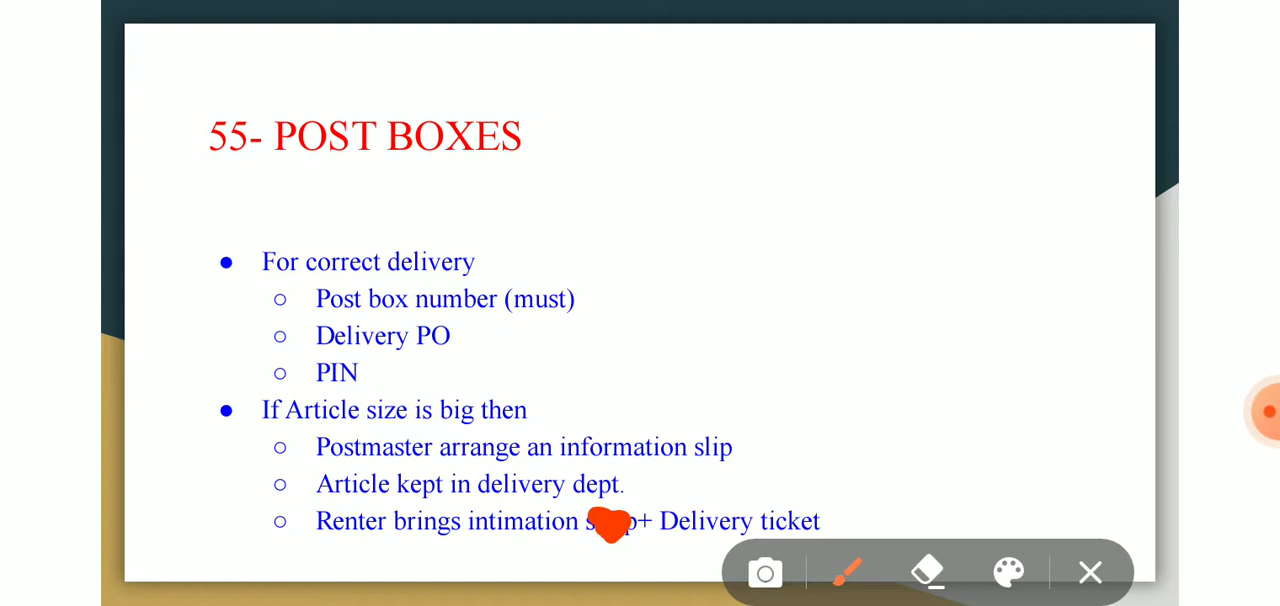 55- POST BOXES
● For correct delivery
○ Post box number (must)
○ Delivery PO
○ PIN
● If Article size is big then
○ Postmaster arrange an information slip
○ Article kept in delivery dept.
○ Renter brings intimation + Delivery ticket